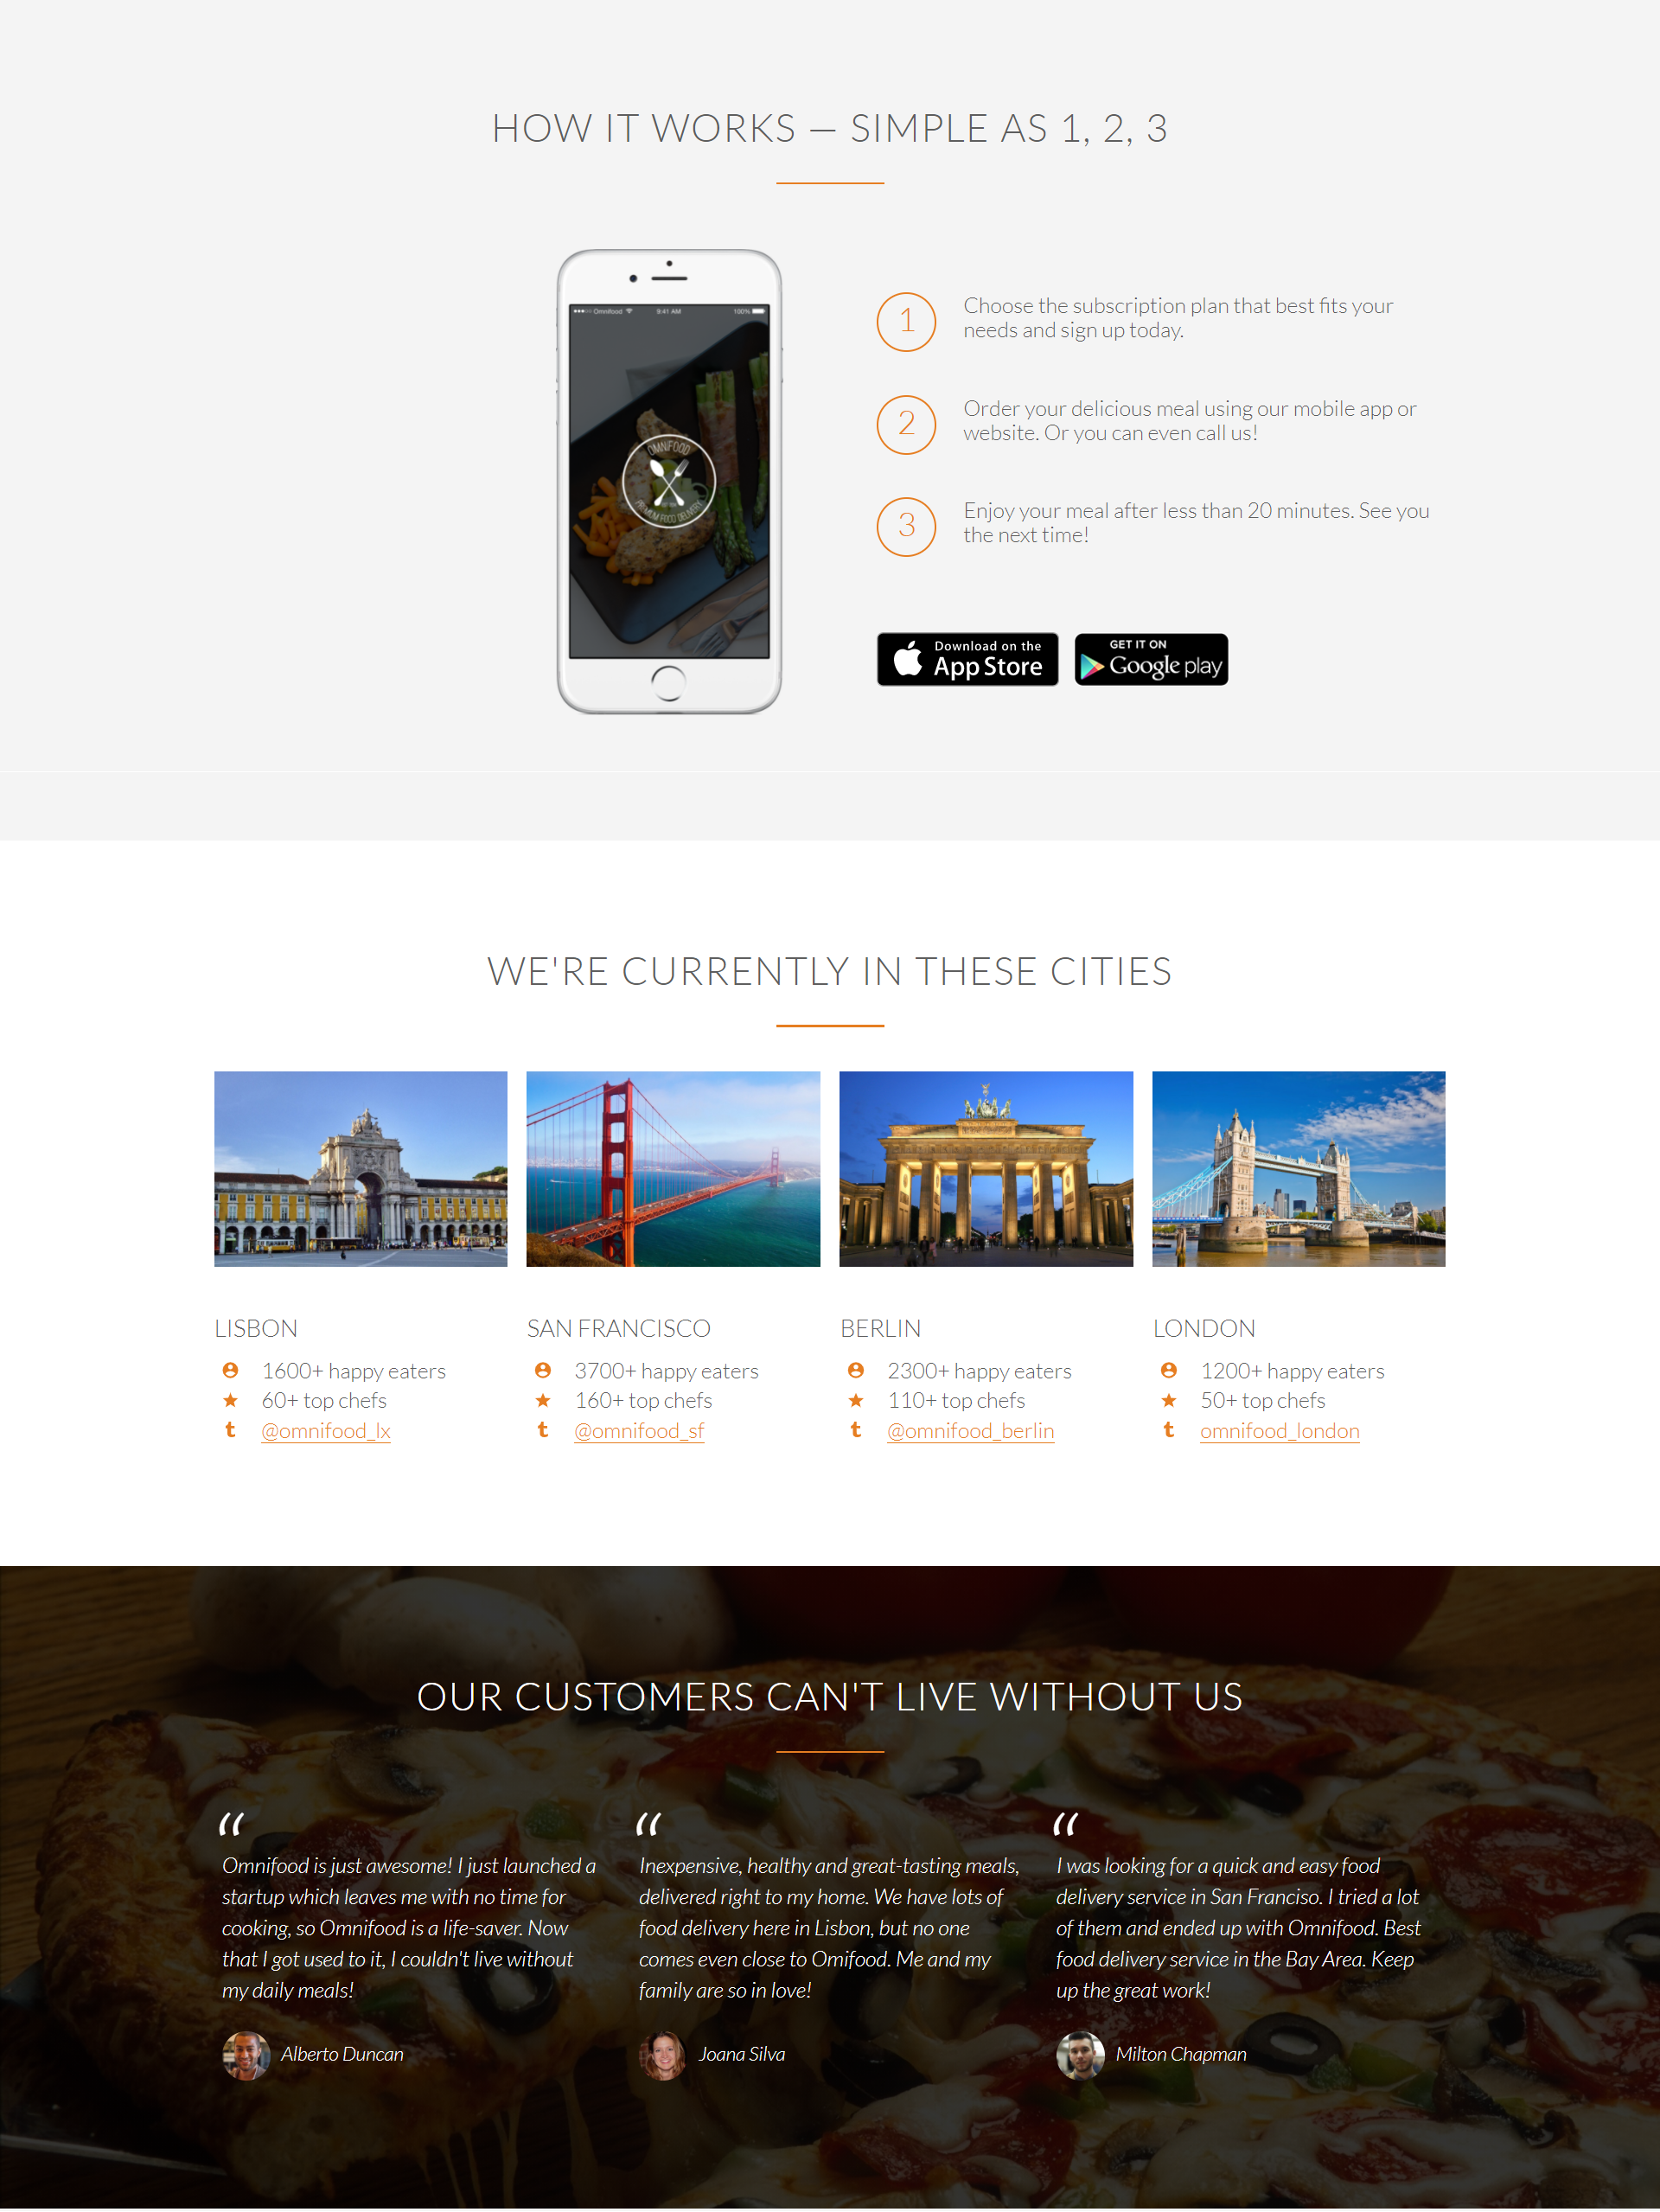 HOW IT WORKS — SIMPLE AS 1, 2, 3
Omnifood
9:41 AM
100%
OMNIFOOD
PREMIUM FOOD DELIVERY
1
Choose the subscription plan that best fits your
needs and sign up today.
2
Order your delicious meal using our mobile app or
website. Or you can even call us!
3
Enjoy your meal after less than 20 minutes. See you
the next time!
Download on the
App Store
GET IT ON
Google play
WE'RE CURRENTLY IN THESE CITIES
LISBON
1600+ happy eaters
60+ top chefs
@omnifood_lx
SAN FRANCISCO
3700+ happy eaters
160+ top chefs
@omnifood_sf
BERLIN
2300+ happy eaters
110+ top chefs
@omnifood_berlin
LONDON
1200+ happy eaters
50+ top chefs
omnifood_london
OUR CUSTOMERS CAN'T LIVE WITHOUT US
“
Omnifood is just awesome! I just launched a
startup which leaves me with no time for
cooking, so Omnifood is a life-saver. Now
that I got used to it, I couldn't live without
my daily meals!
Alberto Duncan
“
Inexpensive, healthy and great-tasting meals,
delivered right to my home. We have lots of
food delivery here in Lisbon, but no one
comes even close to Omifood. Me and my
family are so in love!
Joana Silva
“
I was looking for a quick and easy food
delivery service in San Franciso. I tried a lot
of them and ended up with Omnifood. Best
food delivery service in the Bay Area. Keep
up the great work!
Milton Chapman